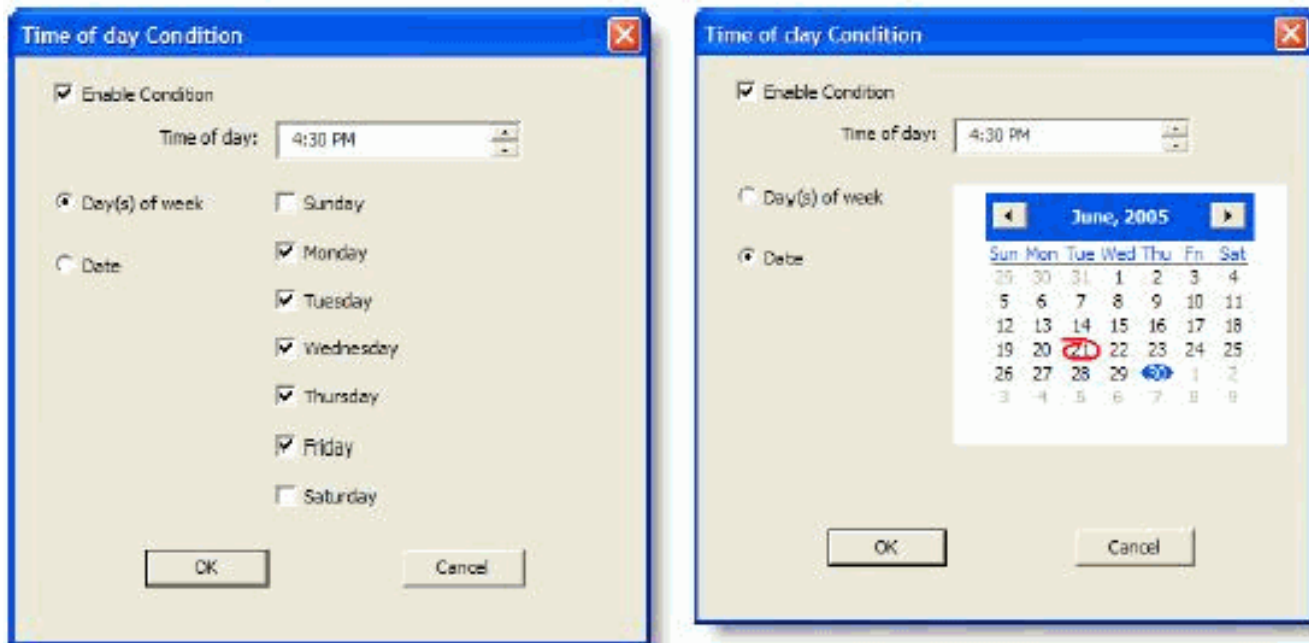 Time of day Condition
Enable Condition
Time of day: 4:30 PM
Day(s) of week
Sunday
Date
Monday
Tuesday
Wednesday
Thursday
Friday
Saturday
OK Cancel
Time of day Condition
Enable Condition
Time of day: 4:30 PM
Day(s) of week
June, 2005
Date
Sun Mon Tue Wed Thu Fri Sat
29 30 31 1 2 3 4
5 6 7 8 9 10 11
12 13 14 15 16 17 18
19 20 21 22 23 24 25
26 27 28 29 30 1 2
3 4 5 6 7 8 9
OK Cancel